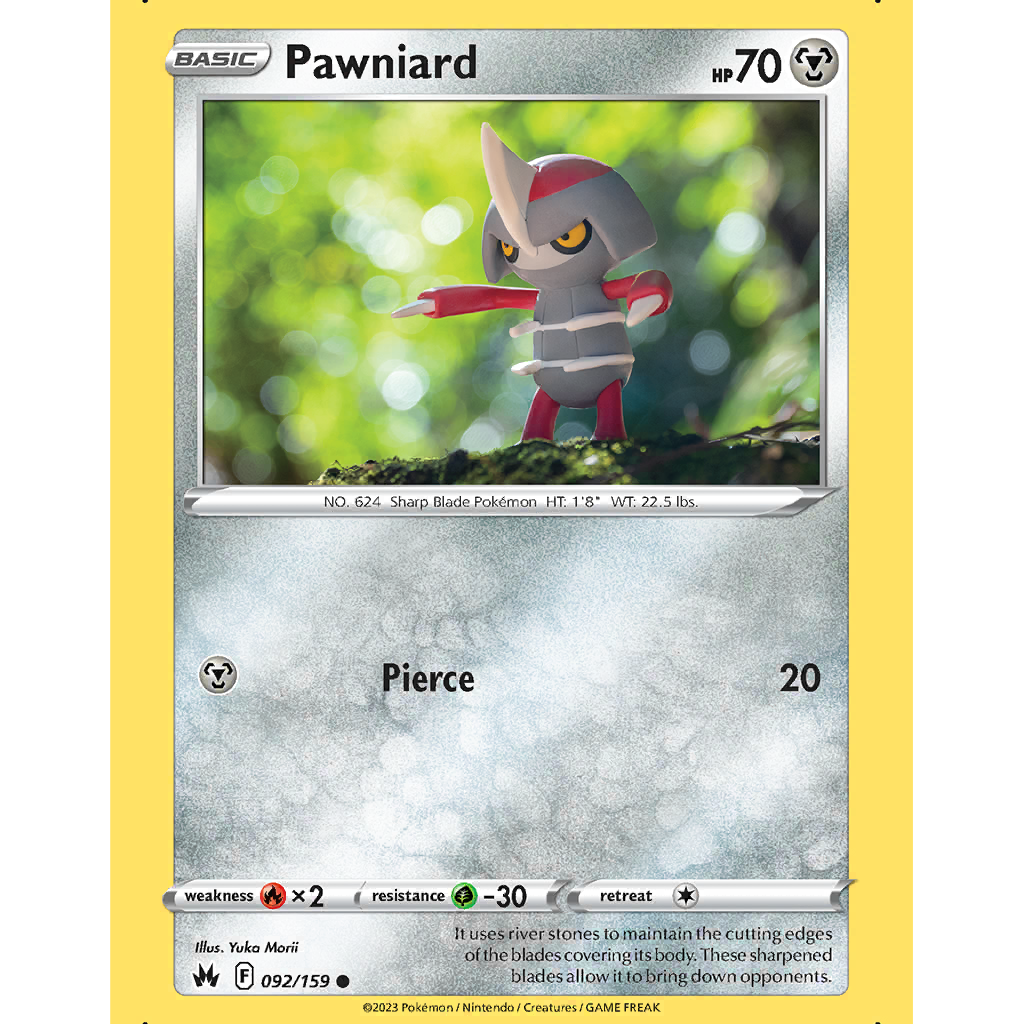 BASIC Pawniard HP 70
NO. 624 Sharp Blade Pokémon HT: 1'8" WT: 22.5 lbs.
Pierce 20
weakness ×2 resistance -30 retreat
It uses river stones to maintain the cutting edges
of the blades covering its body. These sharpened
blades allow it to bring down opponents.
Illus. Yuka Morii
F 092/159
©2023 Pokémon / Nintendo / Creatures / GAME FREAK